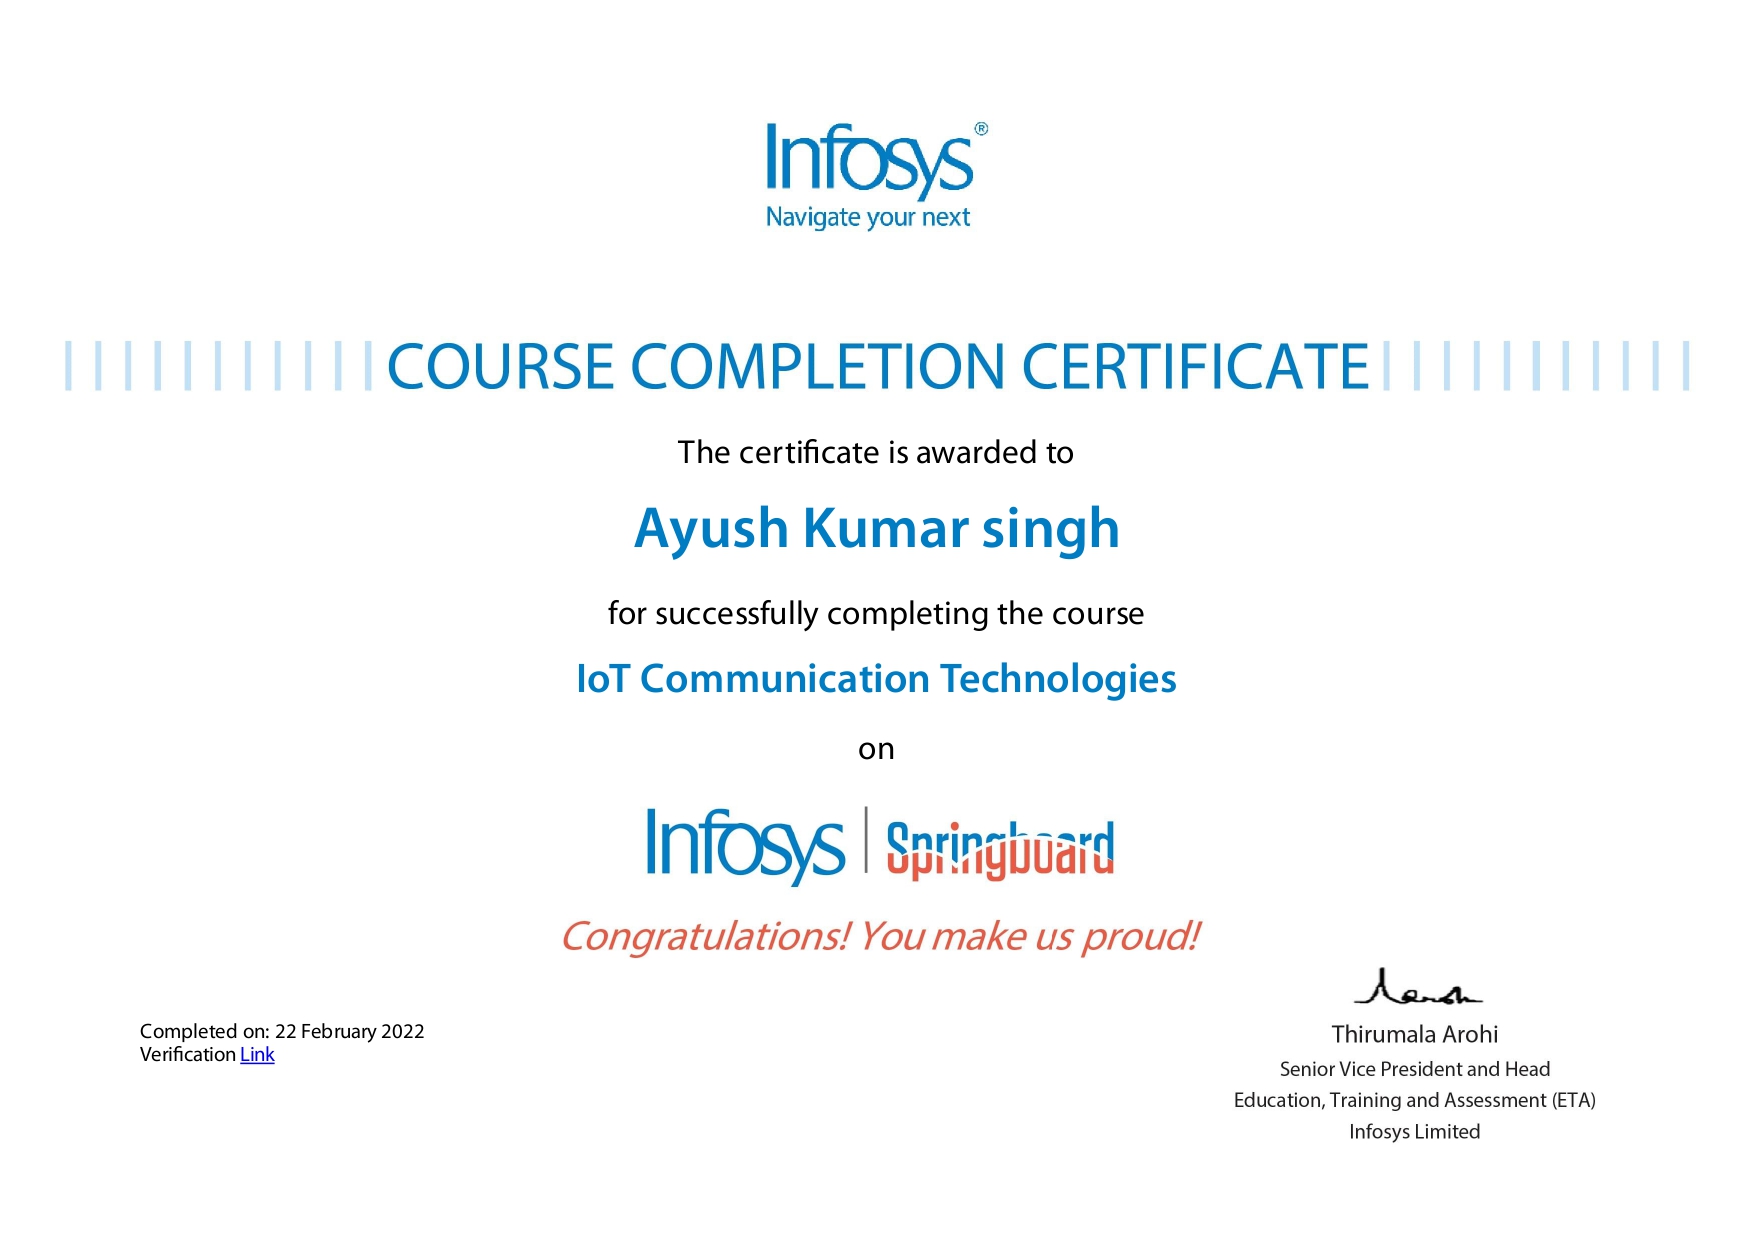 Infosys®
Navigate your next
COURSE COMPLETION CERTIFICATE
The certificate is awarded to
Ayush Kumar singh
for successfully completing the course
IoT Communication Technologies
on
Infosys | Springboard
Congratulations! You make us proud!
Completed on: 22 February 2022
Verification Link
Thirumala Arohi
Senior Vice President and Head
Education, Training and Assessment (ETA)
Infosys Limited